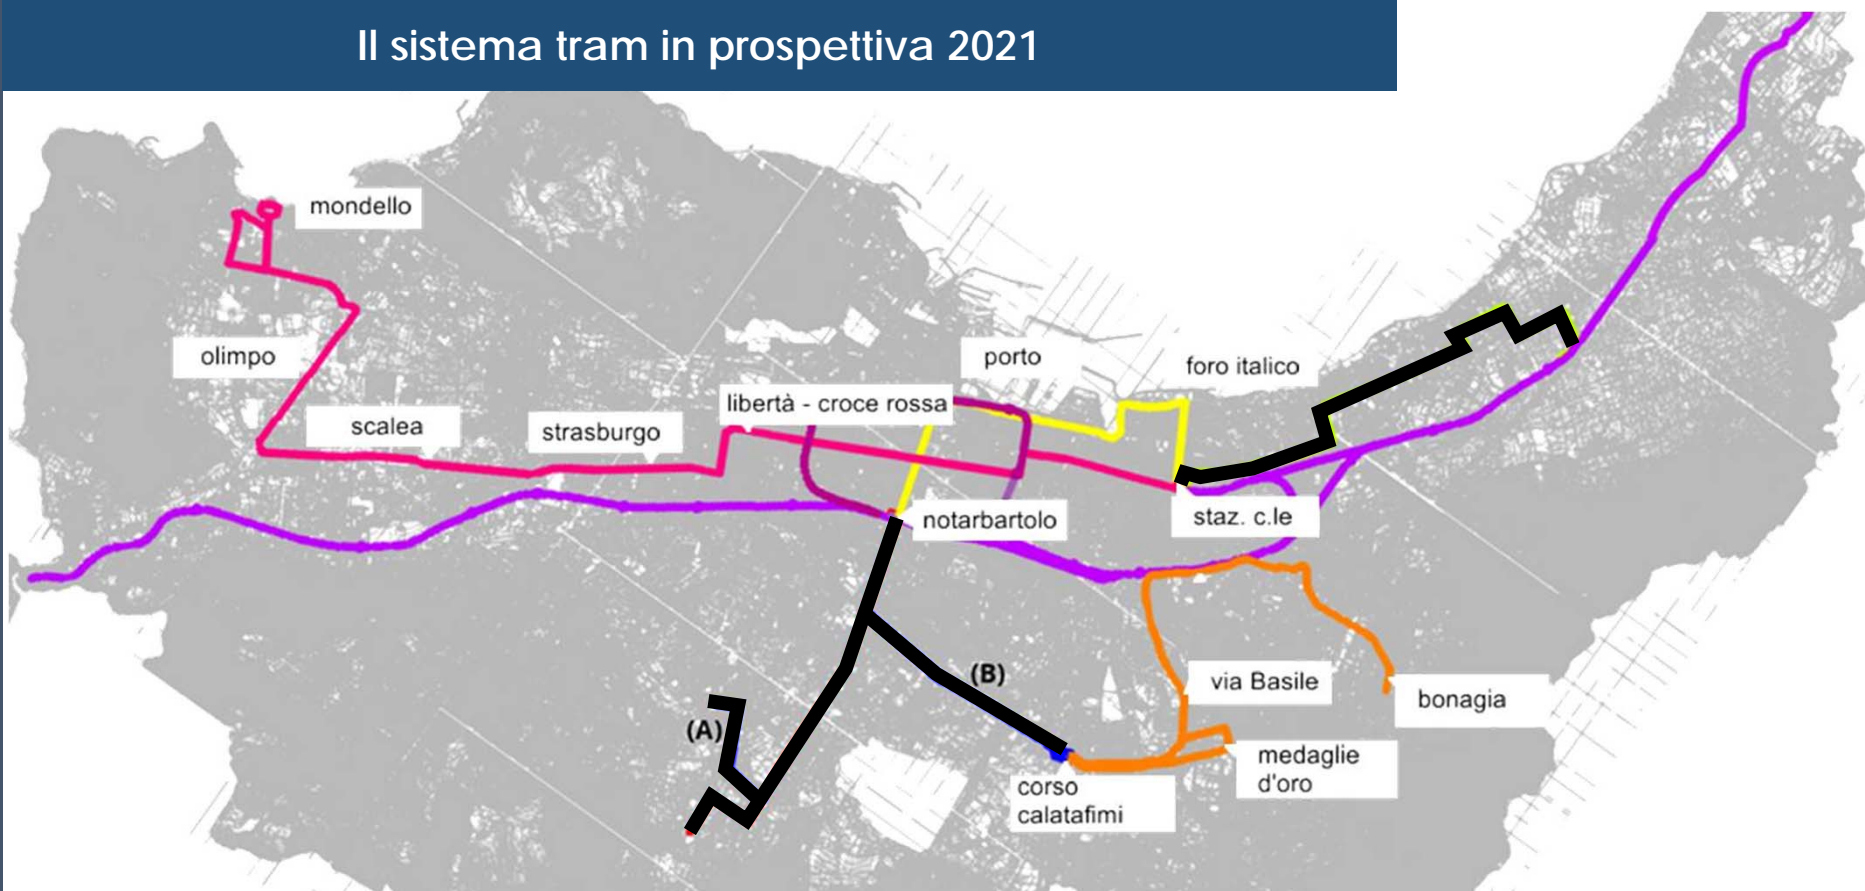 Il sistema tram in prospettiva 2021
mondello
olimpo
porto
foro italico
libertà - croce rossa
scalea
strasburgo
notarbartolo
staz. c.le
(B)
via Basile
bonagia
(A)
medaglie
d'oro
corso
calatafimi